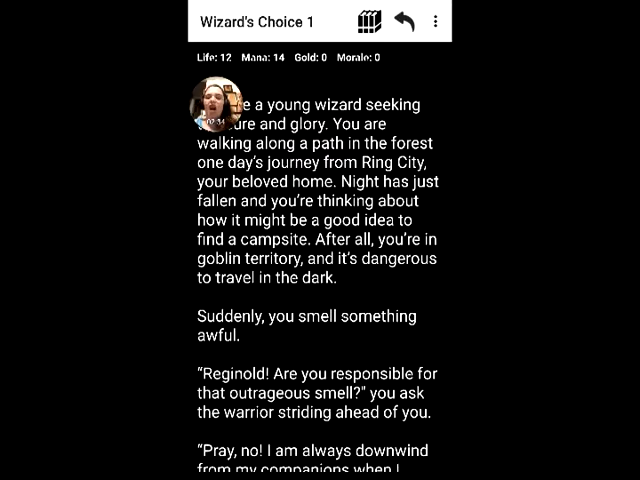 Wizard's Choice 1
Life: 12 Mana: 14 Gold: 0 Morale: 0
e a young wizard seeking
ure and glory. You are
walking along a path in the forest
one day's journey from Ring City,
your beloved home. Night has just
fallen and you're thinking about
how it might be a good idea to
find a campsite. After all, you're in
goblin territory, and it's dangerous
to travel in the dark.
Suddenly, you smell something
awful.
“Reginold! Are you responsible for
that outrageous smell?" you ask
the warrior striding ahead of you.
“Pray, no! I am always downwind
from my companions when I